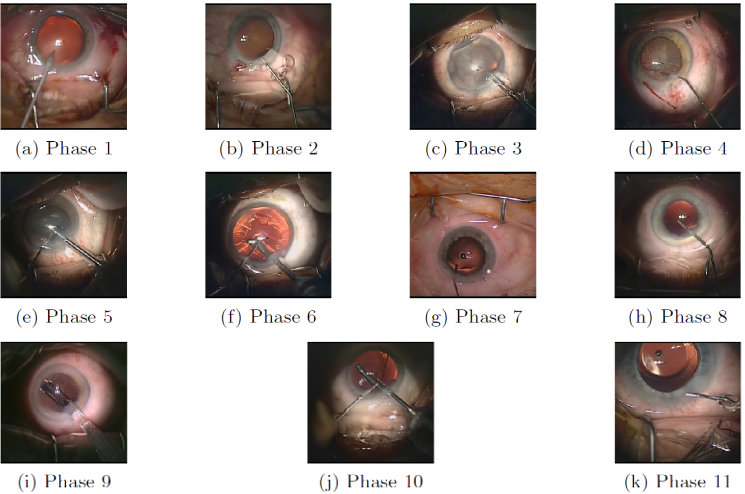 (a) Phase 1
(b) Phase 2
(c) Phase 3
(d) Phase 4
(e) Phase 5
(f) Phase 6
(g) Phase 7
(h) Phase 8
(i) Phase 9
(j) Phase 10
(k) Phase 11